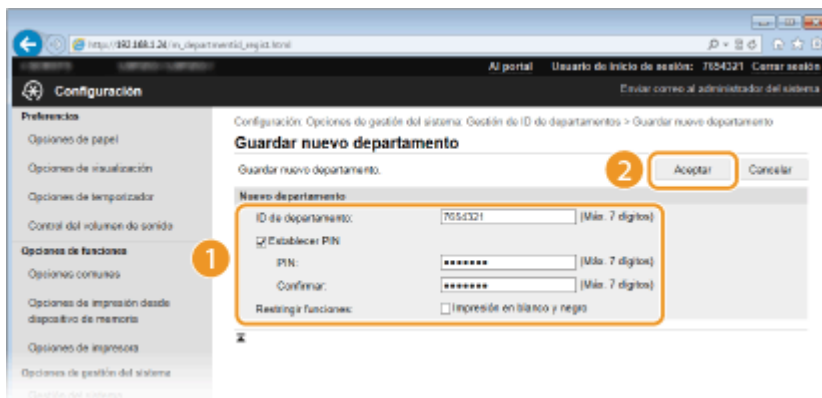 http://192.168.1.24/m_departmentid_regist.html
Al portal Usuario de inicio de sesión: 7654321 Cerrar sesión
Configuración Enviar correo al administrador del sistema
Preferencias
Opciones de papel
Opciones de visualización
Opciones de temporizador
Control del volumen de sonido
Opciones de funciones
Opciones comunes
Opciones de impresión desde
dispositivo de memoria
Opciones de impresora
Opciones de gestión del sistema
Gestión del sistema
Configuración: Opciones de gestión del sistema: Gestión de ID de departamentos > Guardar nuevo departamento
Guardar nuevo departamento
Guardar nuevo departamento.
2
Aceptar Cancelar
Nuevo departamento
1
ID de departamento: 7654321 (Máx. 7 dígitos)
Establecer PIN
PIN: ••••••• (Máx. 7 dígitos)
Confirmar: ••••••• (Máx. 7 dígitos)
Restringir funciones: Impresión en blanco y negro